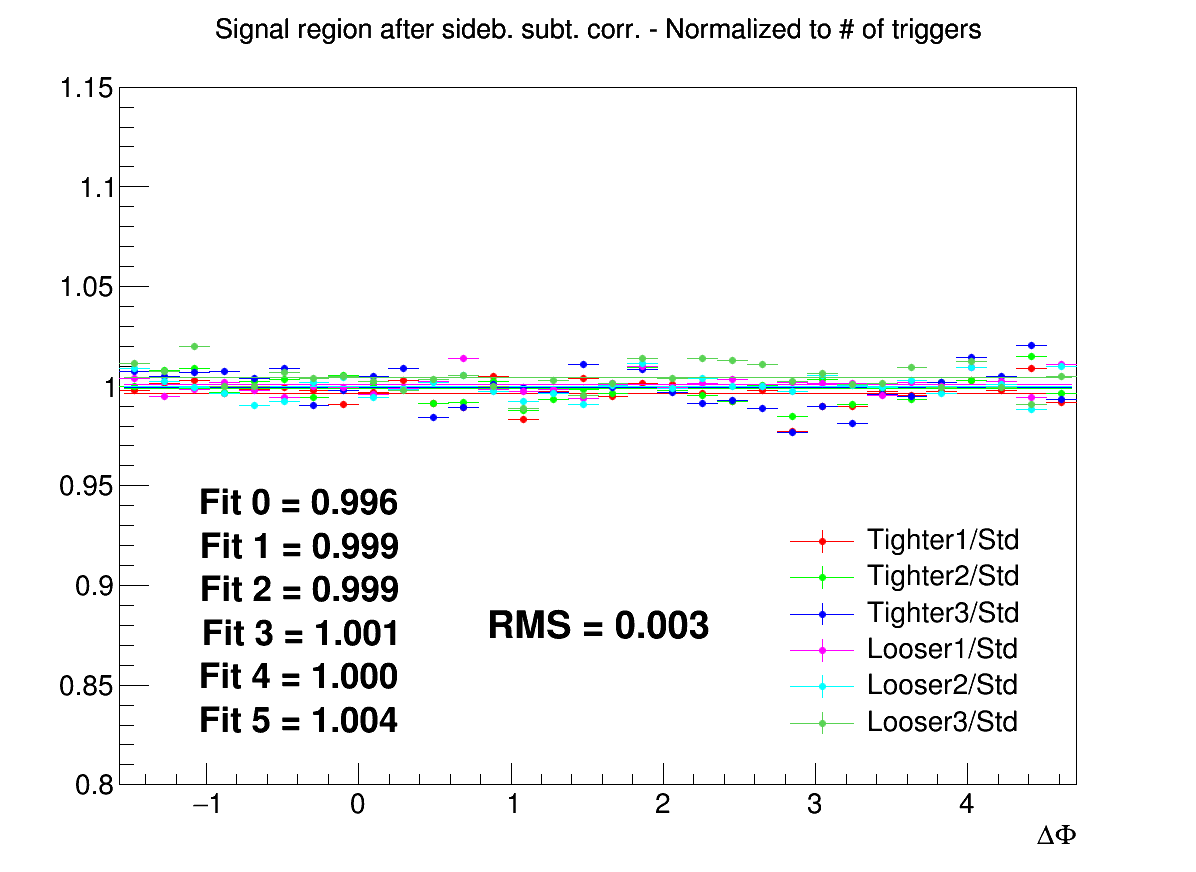 Signal region after sideb. subt. corr. - Normalized to # of triggers
1.15
1.1
1.05
1
0.95
0.9
0.85
0.8
Fit 0 = 0.996
Fit 1 = 0.999
Fit 2 = 0.999
Fit 3 = 1.001
Fit 4 = 1.000
Fit 5 = 1.004
RMS = 0.003
Tighter1/Std
Tighter2/Std
Tighter3/Std
Looser1/Std
Looser2/Std
Looser3/Std
−1 0 1 2 3 4
ΔΦ